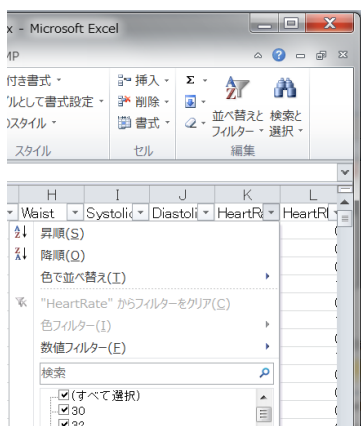 x - Microsoft Excel
MP
付き書式
挿入
Σ
ルとして書式設定
削除
並べ替えと
フィルター
検索と
選択
スタイル
書式
スタイル
セル
編集
H I J K L
Waist Systolic Diastoli HeartRa HeartRh
昇順(S)
降順(O)
色で並べ替え(T)
"HeartRate" からフィルターをクリア(C)
色フィルター(I)
数値フィルター(F)
検索
(すべて選択)
30
32